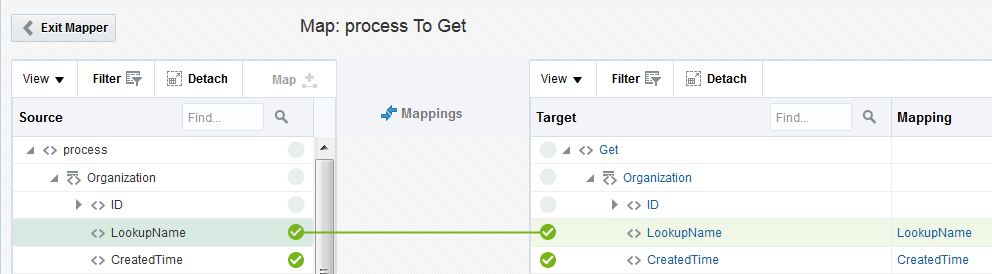 Exit Mapper
Map: process To Get
View Filter Detach Map
View Filter Detach
Source Find...
Mappings
Target Find... Mapping
process
Get
Organization
Organization
ID
ID
LookupName
LookupName LookupName
CreatedTime
CreatedTime CreatedTime